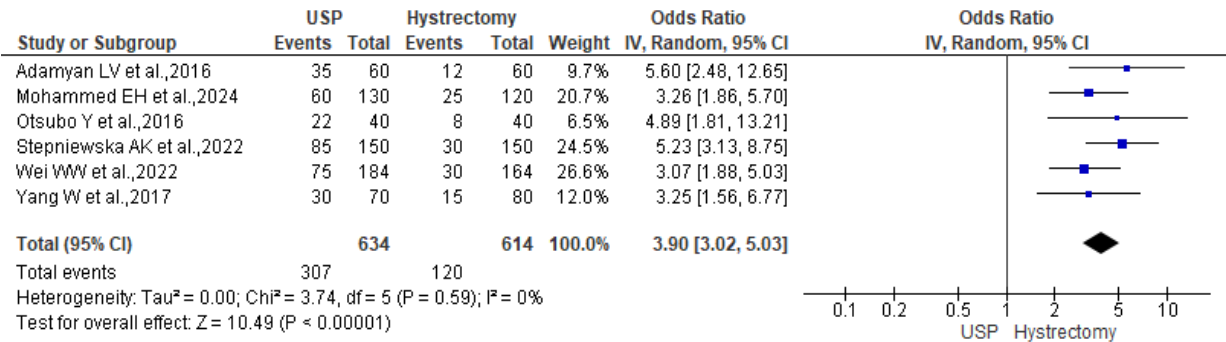 USP Hystrectomy Odds Ratio Odds Ratio
Study or Subgroup Events Total Events Total Weight IV, Random, 95% CI IV, Random, 95% CI
Adamyan LV et al.,2016 35 60 12 60 9.7% 5.60 [2.48, 12.65]
Mohammed EH et al.,2024 60 130 25 120 20.7% 3.26 [1.86, 5.70]
Otsubo Y et al.,2016 22 40 8 40 6.5% 4.89 [1.81, 13.21]
Stepniewska AK et al.,2022 85 150 30 150 24.5% 5.23 [3.13, 8.75]
Wei WW et al.,2022 75 184 30 164 26.6% 3.07 [1.88, 5.03]
Yang W et al.,2017 30 70 15 80 12.0% 3.25 [1.56, 6.77]
Total (95% CI) 634 614 100.0% 3.90 [3.02, 5.03]
Total events 307 120
Heterogeneity: Tau² = 0.00; Chi² = 3.74, df = 5 (P = 0.59); I² = 0%
Test for overall effect: Z = 10.49 (P < 0.00001)
0.1 0.2 0.5 1 2 5 10
USP Hystrectomy